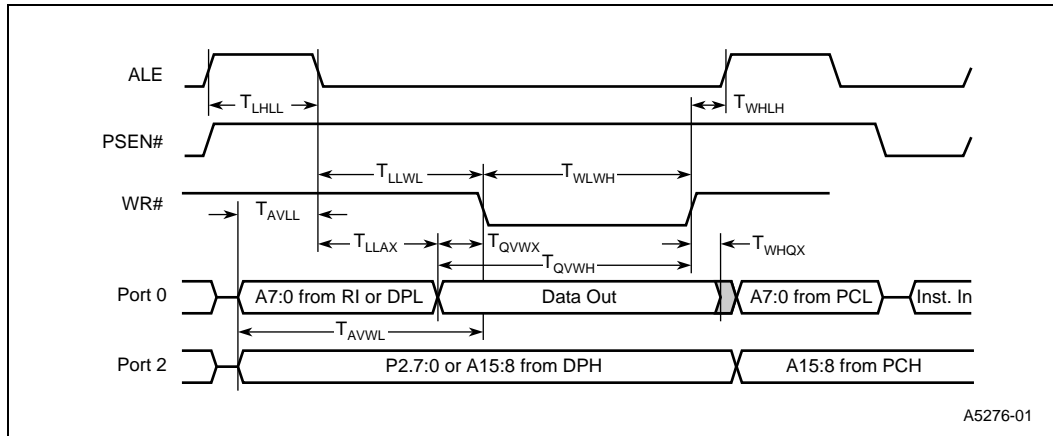 ALE
T_LHLL
T_WHLH
PSEN#
T_LLWL
T_WLWH
WR#
T_AVLL
T_LLAX
T_QVWX
T_WHQX
T_QVWH
Port 0
A7:0 from RI or DPL
Data Out
A7:0 from PCL
Inst. In
T_AVWL
Port 2
P2.7:0 or A15:8 from DPH
A15:8 from PCH
A5276-01